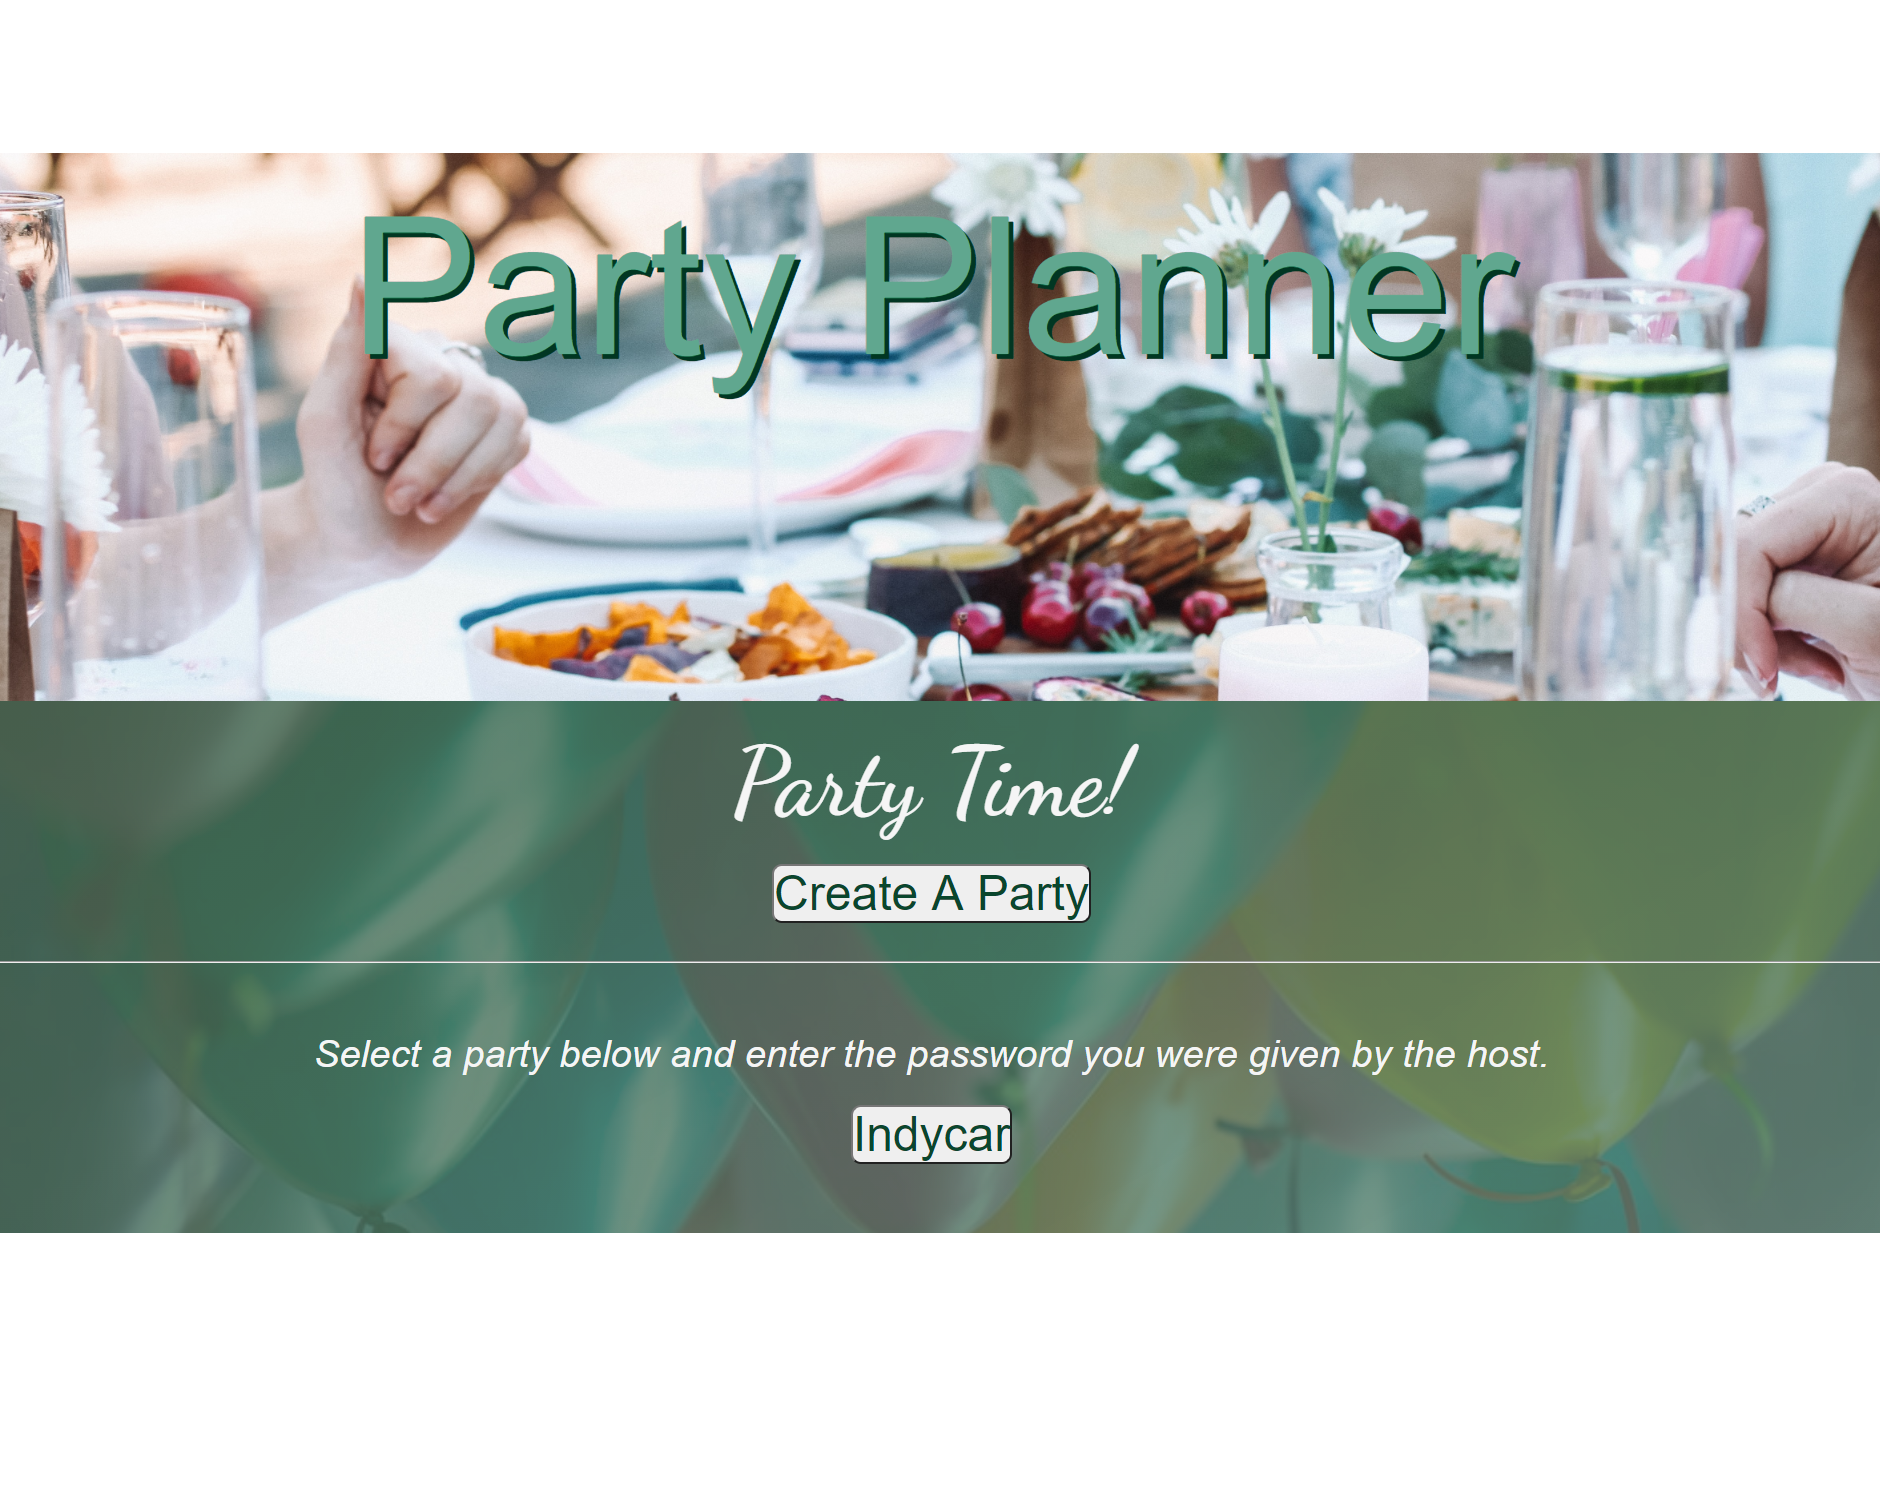 Party Planner
Party Time!
Create A Party
Select a party below and enter the password you were given by the host.
Indycar